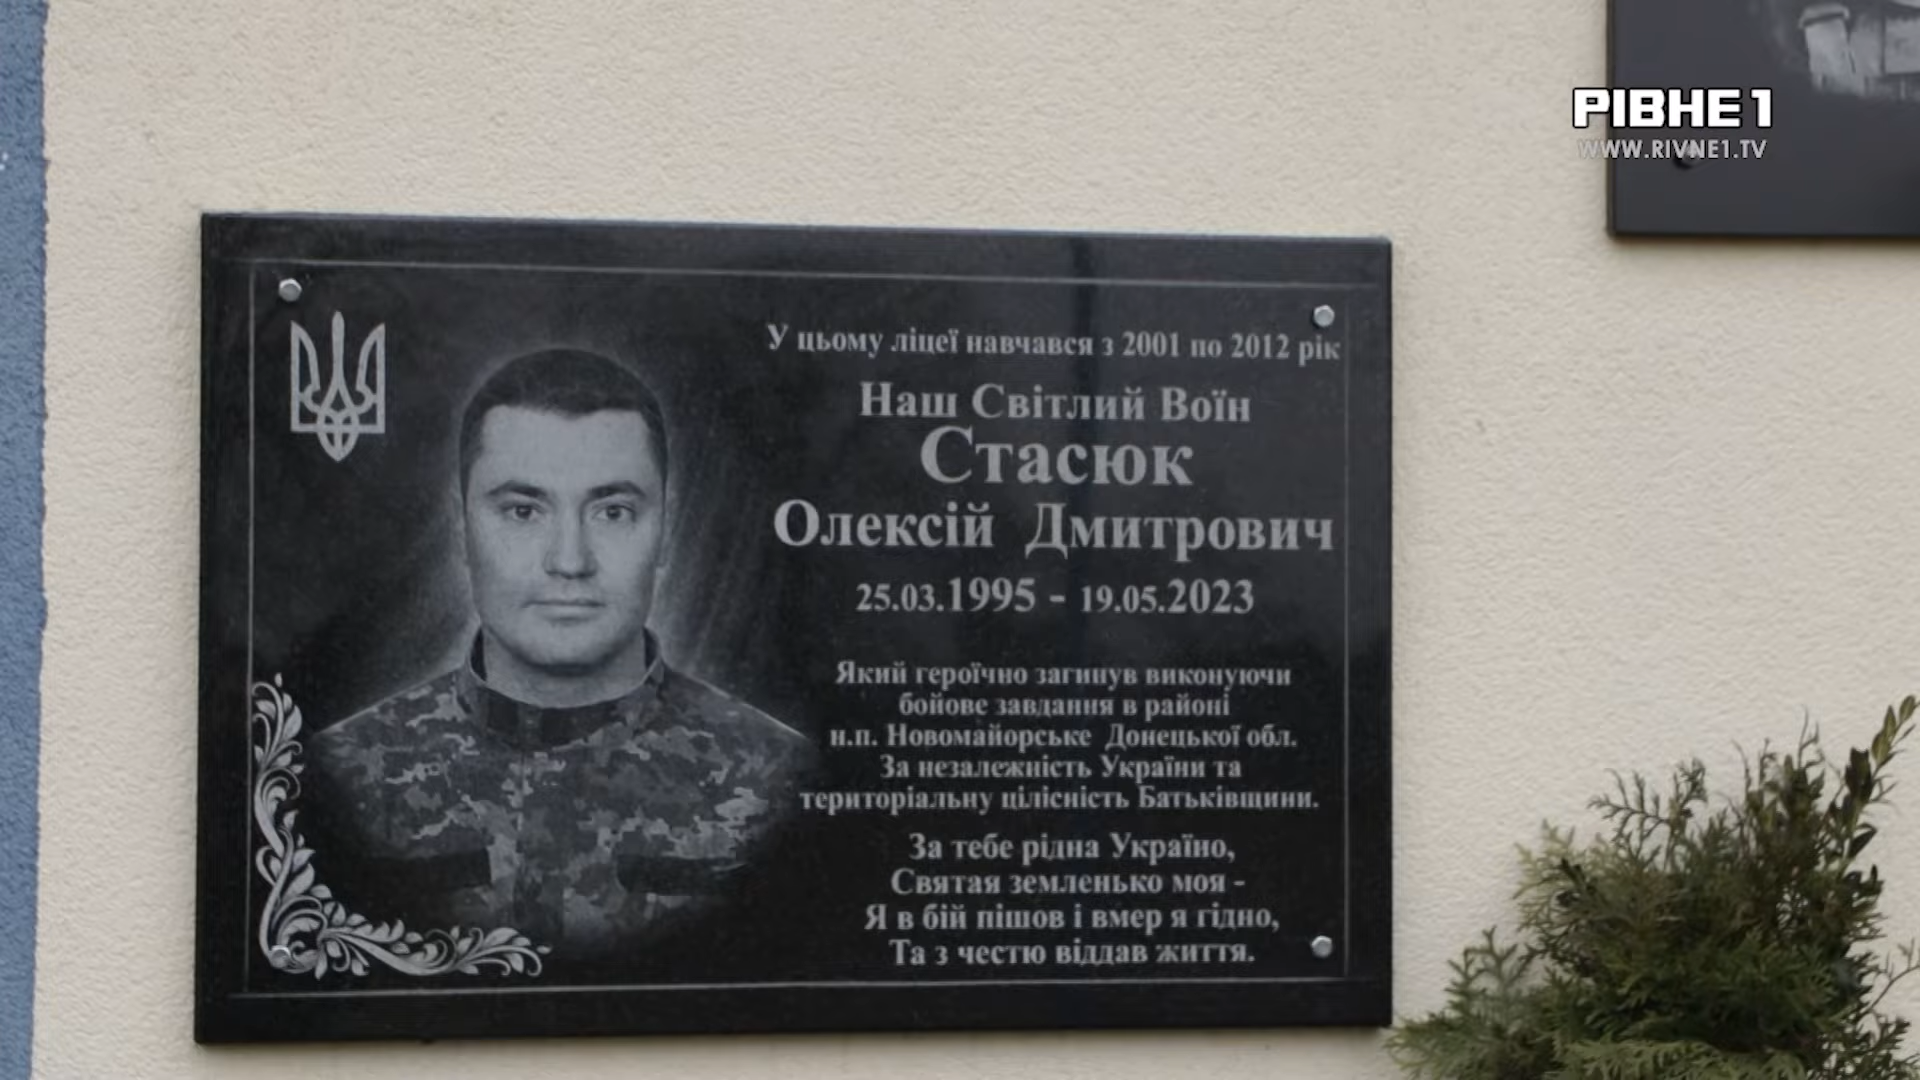 РІВНЕ 1
WWW.RIVNE1.TV
У цьому ліцеї навчався з 2001 по 2012 рік
Наш Світлий Воїн
Стасюк
Олексій Дмитрович
25.03.1995 - 19.05.2023
Який героїчно загинув виконуючи
бойове завдання в районі
н.п. Новомайорське Донецької обл.
За незалежність України та
територіальну цілісність Батьківщини.
За тебе рідна Україно,
Святая земленько моя -
Я в бій пішов і вмер я гідно,
Та з честю віддав життя.